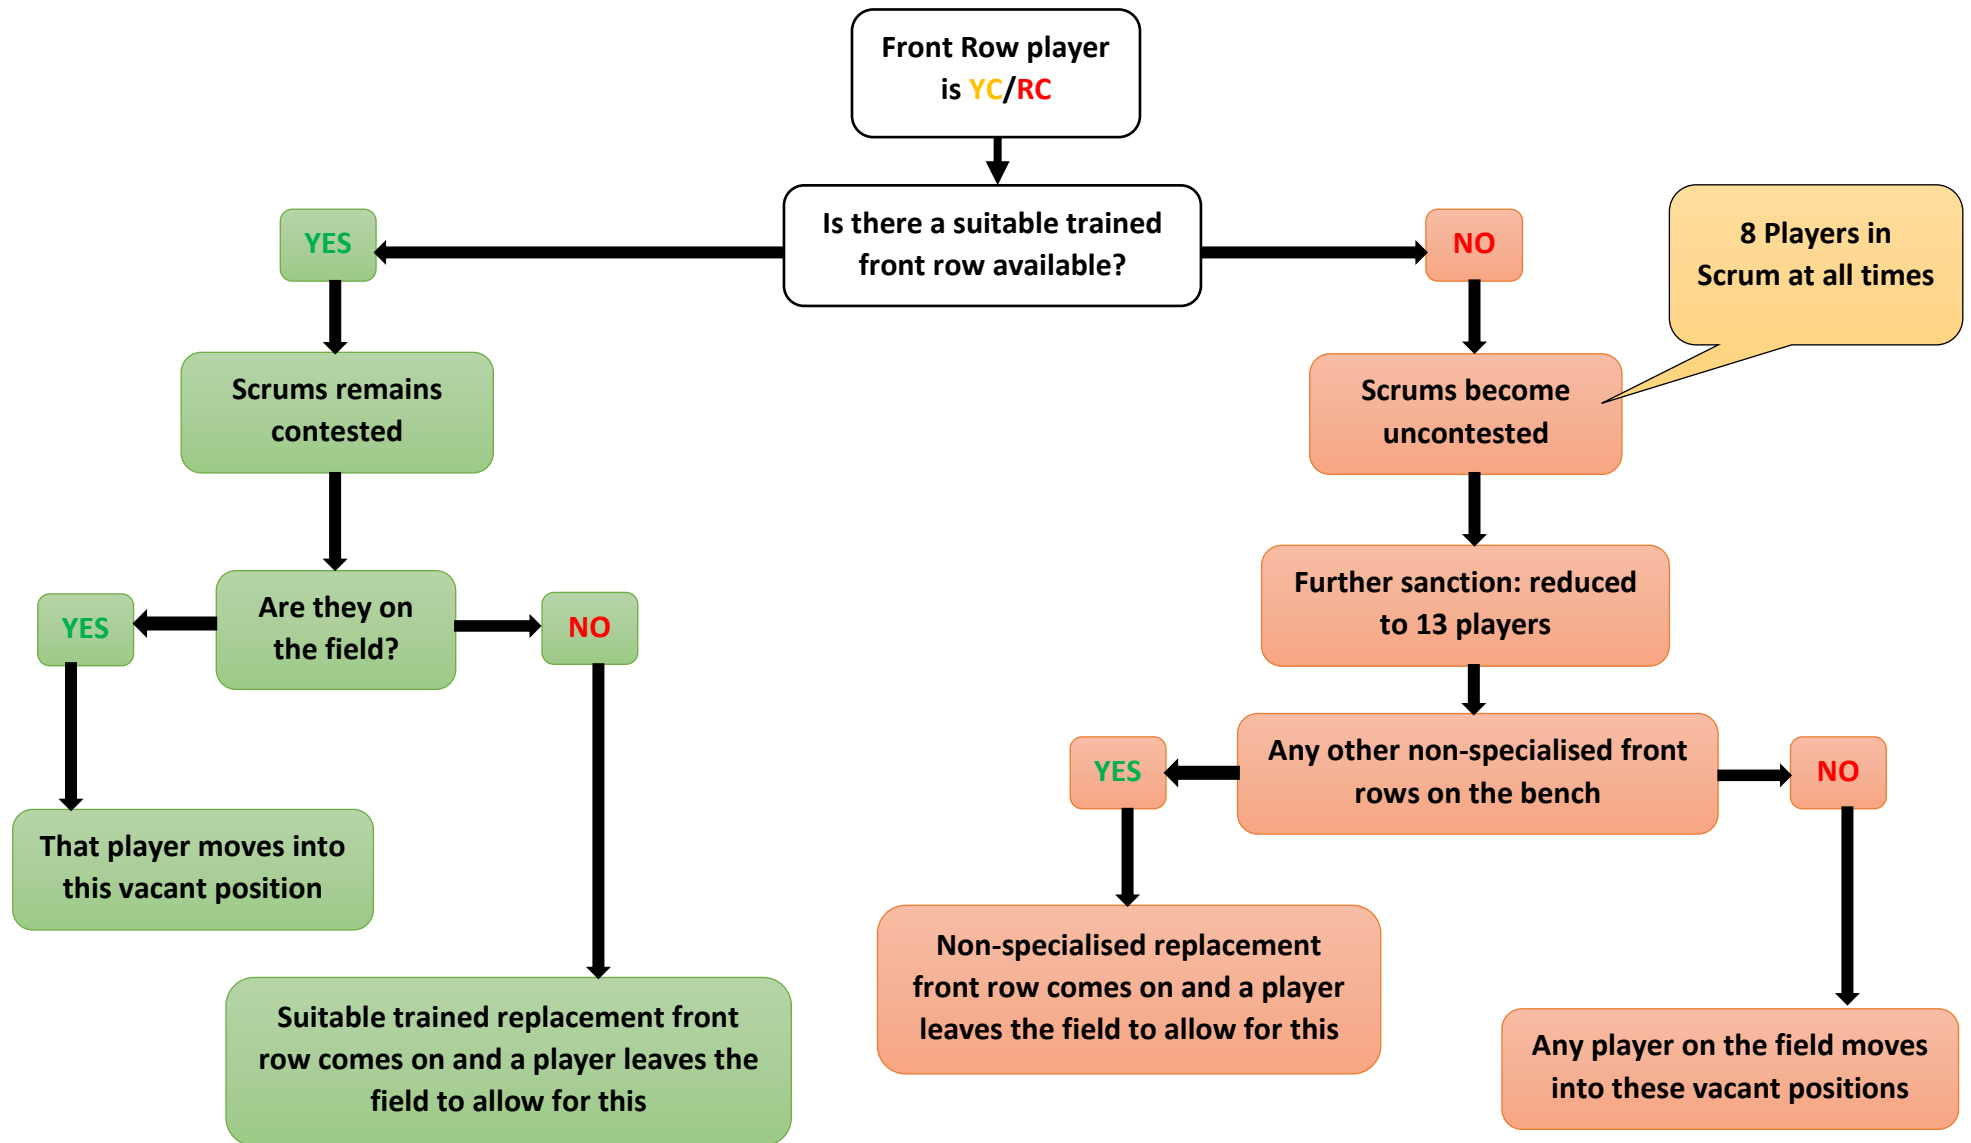 Front Row player
is YC/RC
Is there a suitable trained
front row available?
YES
NO
8 Players in
Scrum at all times
Scrums remains
contested
Scrums become
uncontested
Are they on
the field?
YES
NO
Further sanction: reduced
to 13 players
Any other non-specialised front
rows on the bench
YES
NO
That player moves into
this vacant position
Suitable trained replacement front
row comes on and a player leaves the
field to allow for this
Non-specialised replacement
front row comes on and a player
leaves the field to allow for this
Any player on the field moves
into these vacant positions